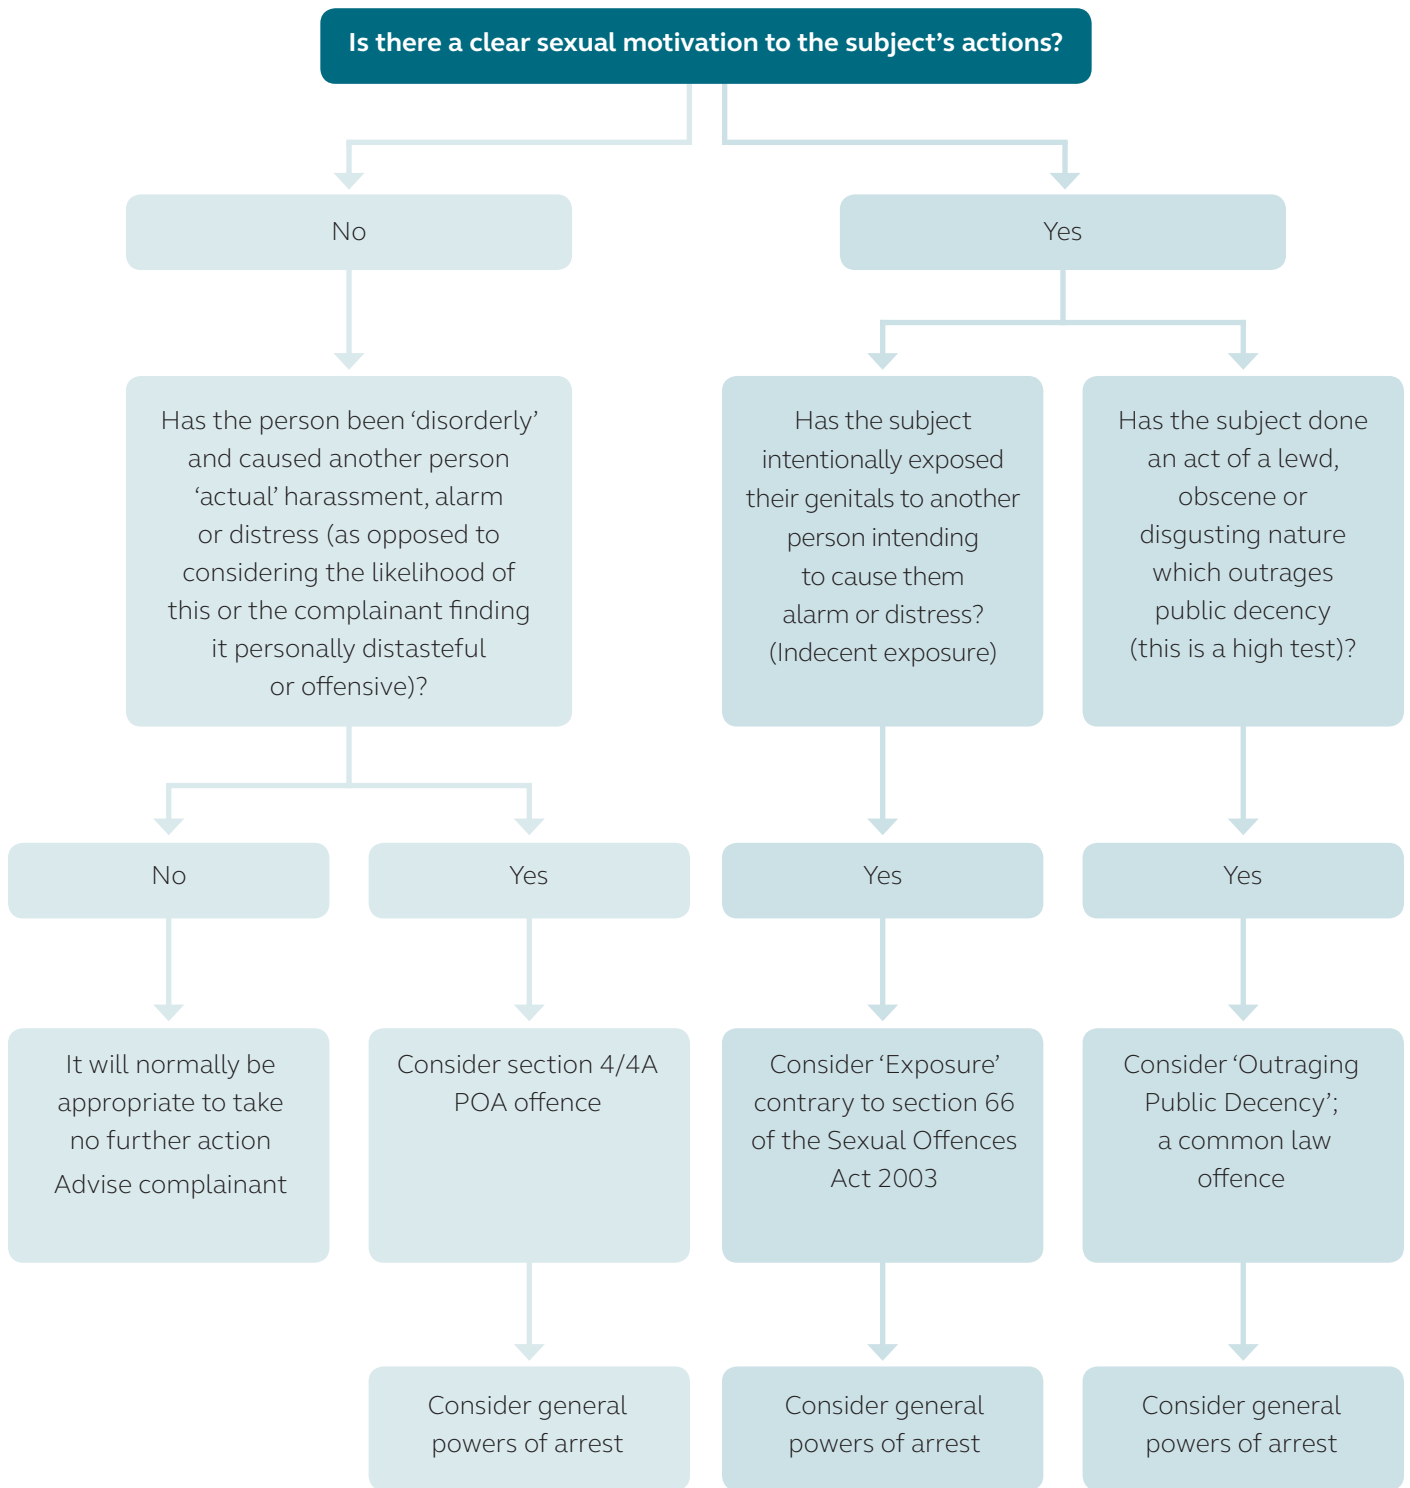 Is there a clear sexual motivation to the subject’s actions?
No
Yes
Has the person been ‘disorderly’
and caused another person
‘actual’ harassment, alarm
or distress (as opposed to
considering the likelihood of
this or the complainant finding
it personally distasteful
or offensive)?
Has the subject
intentionally exposed
their genitals to another
person intending
to cause them
alarm or distress?
(Indecent exposure)
Has the subject done
an act of a lewd,
obscene or
disgusting nature
which outrages
public decency
(this is a high test)?
No
Yes
Yes
Yes
It will normally be
appropriate to take
no further action
Advise complainant
Consider section 4/4A
POA offence
Consider ‘Exposure’
contrary to section 66
of the Sexual Offences
Act 2003
Consider ‘Outraging
Public Decency’;
a common law
offence
Consider general
powers of arrest
Consider general
powers of arrest
Consider general
powers of arrest